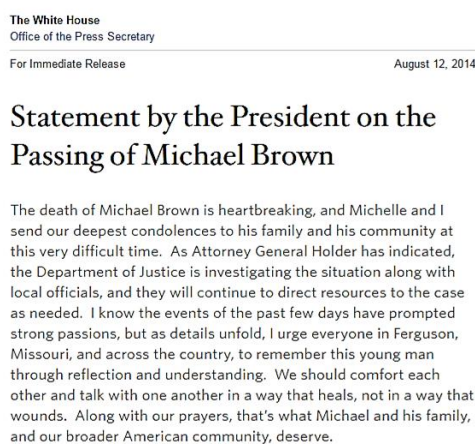 The White House
Office of the Press Secretary
For Immediate Release August 12, 2014
Statement by the President on the
Passing of Michael Brown
The death of Michael Brown is heartbreaking, and Michelle and I
send our deepest condolences to his family and his community at
this very difficult time.  As Attorney General Holder has indicated,
the Department of Justice is investigating the situation along with
local officials, and they will continue to direct resources to the case
as needed.  I know the events of the past few days have prompted
strong passions, but as details unfold, I urge everyone in Ferguson,
Missouri, and across the country, to remember this young man
through reflection and understanding.  We should comfort each
other and talk with one another in a way that heals, not in a way that
wounds.  Along with our prayers, that’s what Michael and his family,
and our broader American community, deserve.